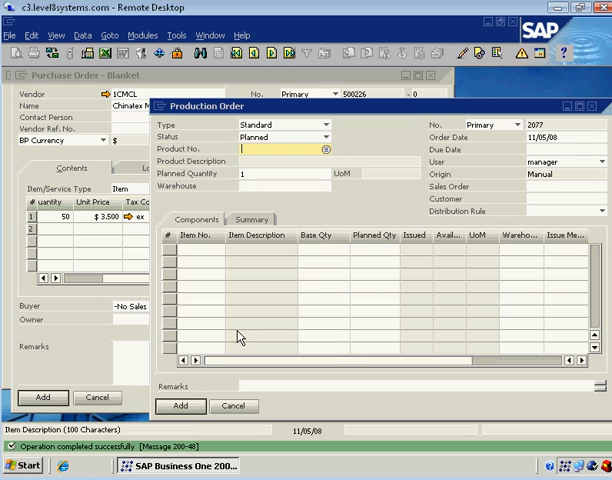 c3.level8systems.com - Remote Desktop
File Edit View Data Goto Modules Tools Window Help
SAP
Purchase Order - Blanket
Vendor 1CMCL No. Primary 500226 - 0
Name Chinatex M
Contact Person
Vendor Ref. No.
BP Currency $
Contents Lo
Item/Service Type Item
# uantity Unit Price Tax Co
1 50 $ 3.500 ex
2
Buyer -No Sales
Owner
Remarks
Add Cancel
Production Order
Type Standard No. Primary 2077
Status Planned Order Date 11/05/08
Product No. Due Date
Product Description User manager
Planned Quantity 1 UoM Origin Manual
Warehouse Sales Order
Customer
Distribution Rule
Components Summary
# Item No. Item Description Base Qty Planned Qty Issued Avail... UoM Wareho... Issue Me...
Remarks
Add Cancel
Item Description (100 Characters) 11/05/08
Operation completed successfully [Message 200-48]
Start SAP Business One 200...